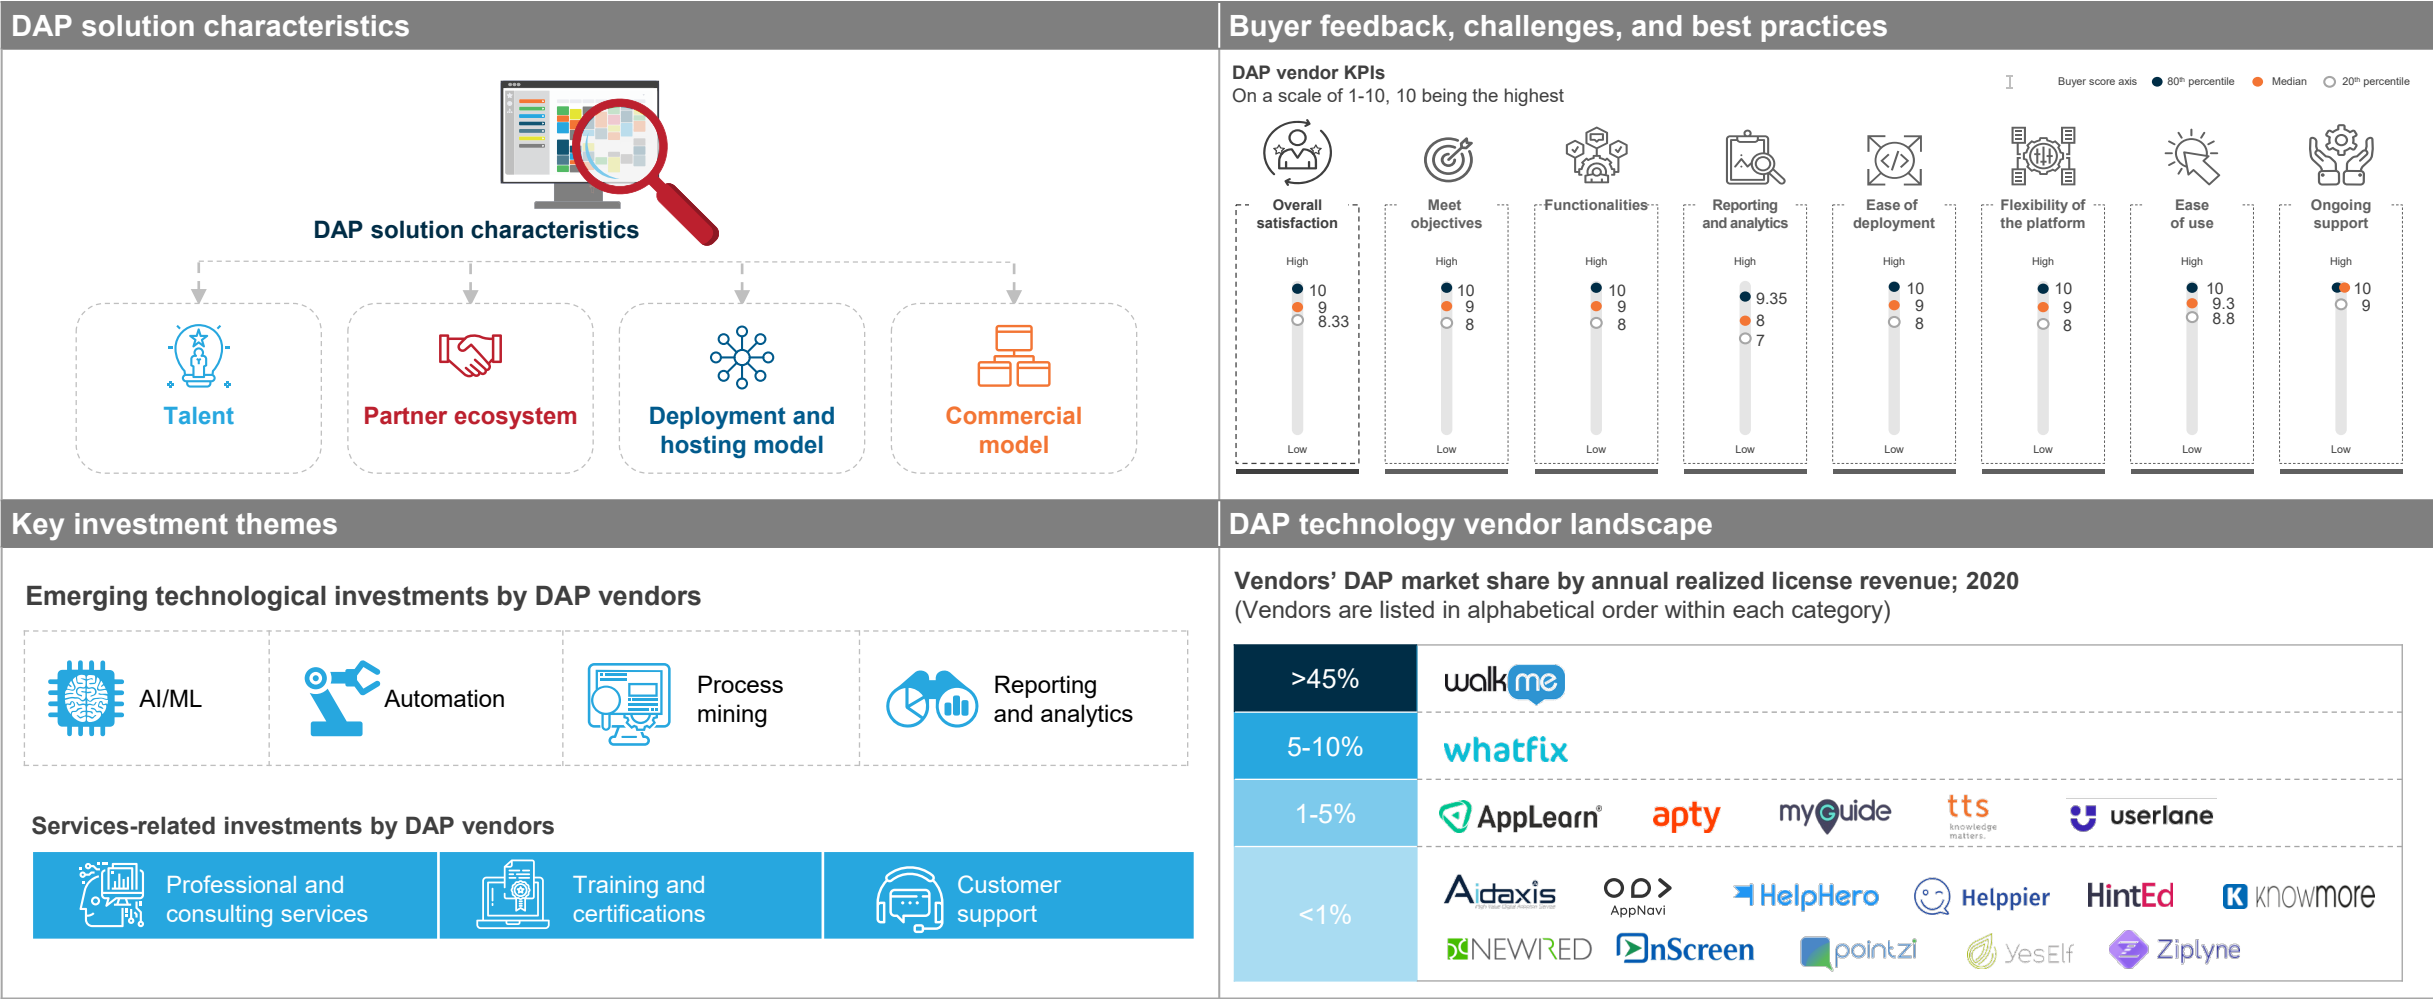 DAP solution characteristics
DAP solution characteristics
Talent
Partner ecosystem
Deployment and
hosting model
Commercial
model
Buyer feedback, challenges, and best practices
DAP vendor KPIs
On a scale of 1-10, 10 being the highest
Buyer score axis 80th percentile Median 20th percentile
Overall
satisfaction
High
10
9
8.33
Low
Meet
objectives
High
10
9
8
Low
Functionalities
High
10
9
8
Low
Reporting
and analytics
High
9.35
8
7
Low
Ease of
deployment
High
10
9
8
Low
Flexibility of
the platform
High
10
9
8
Low
Ease
of use
High
10
9.3
8.8
Low
Ongoing
support
High
10
9
Low
Key investment themes
Emerging technological investments by DAP vendors
AI/ML
Automation
Process
mining
Reporting
and analytics
Services-related investments by DAP vendors
Professional and
consulting services
Training and
certifications
Customer
support
DAP technology vendor landscape
Vendors’ DAP market share by annual realized license revenue; 2020
(Vendors are listed in alphabetical order within each category)
>45%
walkme
5-10%
whatfix
1-5%
AppLearn® apty myGuide tts userlane
knowledge
matters.
<1%
Aidaxis AppNavi HelpHero Helppier HintEd K knowmore
NEWIRED OnScreen pointzi YesElf Ziplyne